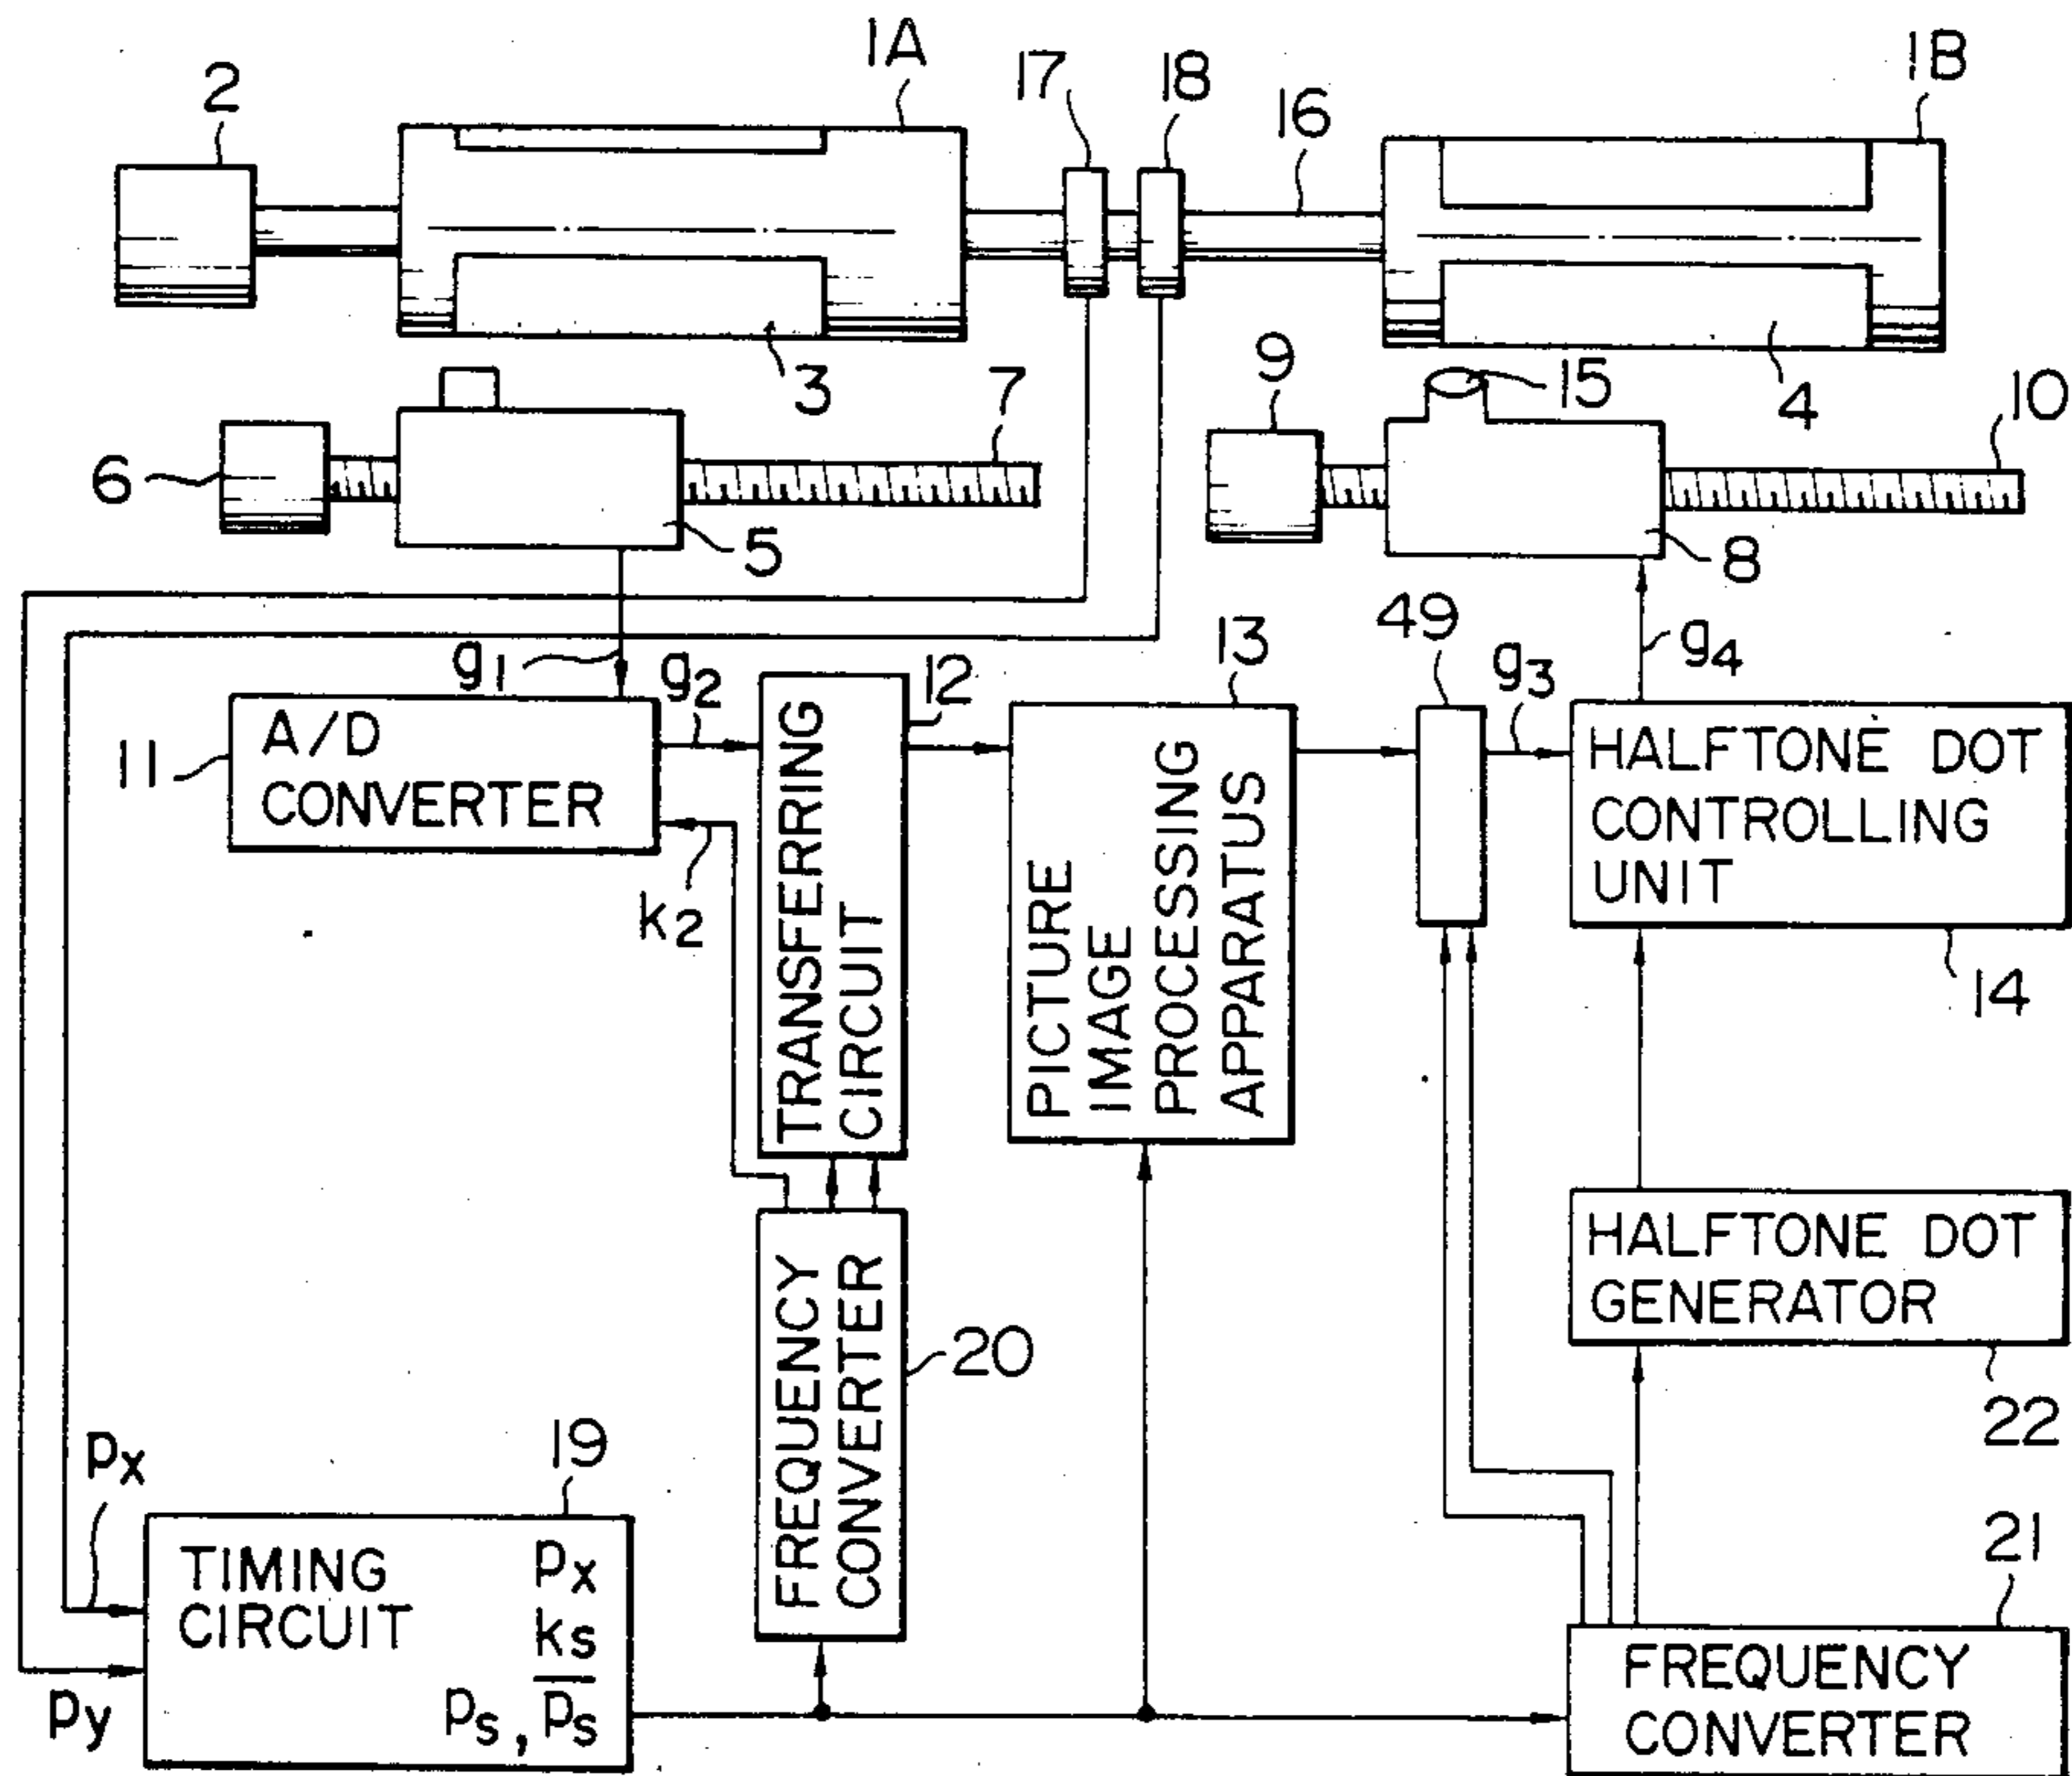 1A
17
18
1B
2
16
3
7
9
15
4
10
6
5
8
g1
g2
12
13
49
g3
g4
11
A/D
CONVERTER
k2
TRANSFERRING
CIRCUIT
PICTURE
IMAGE
PROCESSING
APPARATUS
HALFTONE DOT
CONTROLLING
UNIT
14
HALFTONE DOT
GENERATOR
22
FREQUENCY
CONVERTER
20
px
19
TIMING
CIRCUIT
px
ks
ps, p̅s̅
py
21
FREQUENCY
CONVERTER